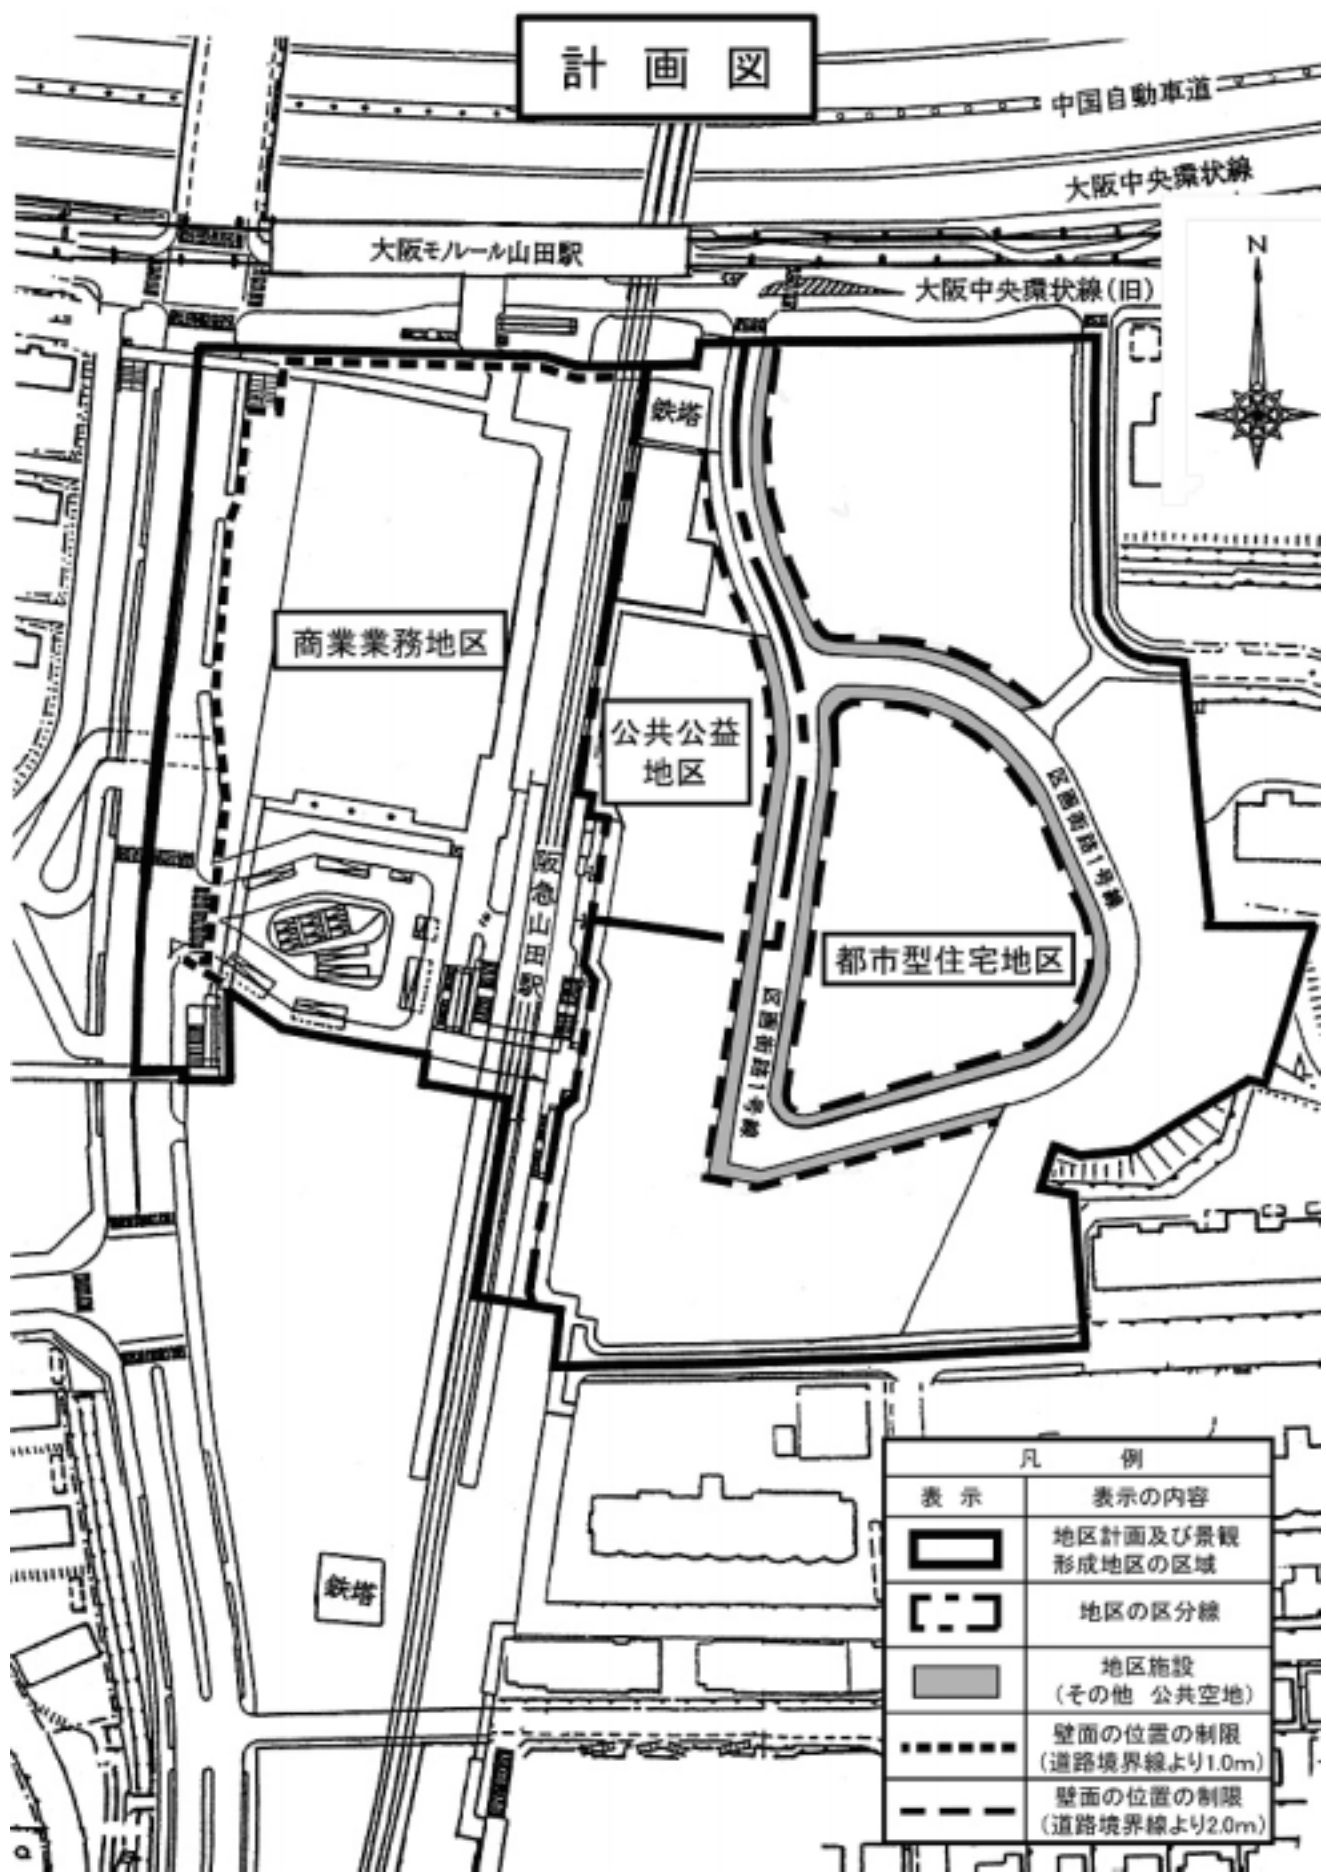 計画図
中国自動車道
大阪中央環状線
大阪モノルール山田駅
N
大阪中央環状線(旧)
鉄塔
商業業務地区
公共公益
地区
区画街路1号線
阪急山田駅
都市型住宅地区
区画街路1号線
鉄塔
凡 例
表 示
表示の内容
地区計画及び景観
形成地区の区域
地区の区分線
地区施設
(その他 公共空地)
壁面の位置の制限
(道路境界線より1.0m)
壁面の位置の制限
(道路境界線より2.0m)